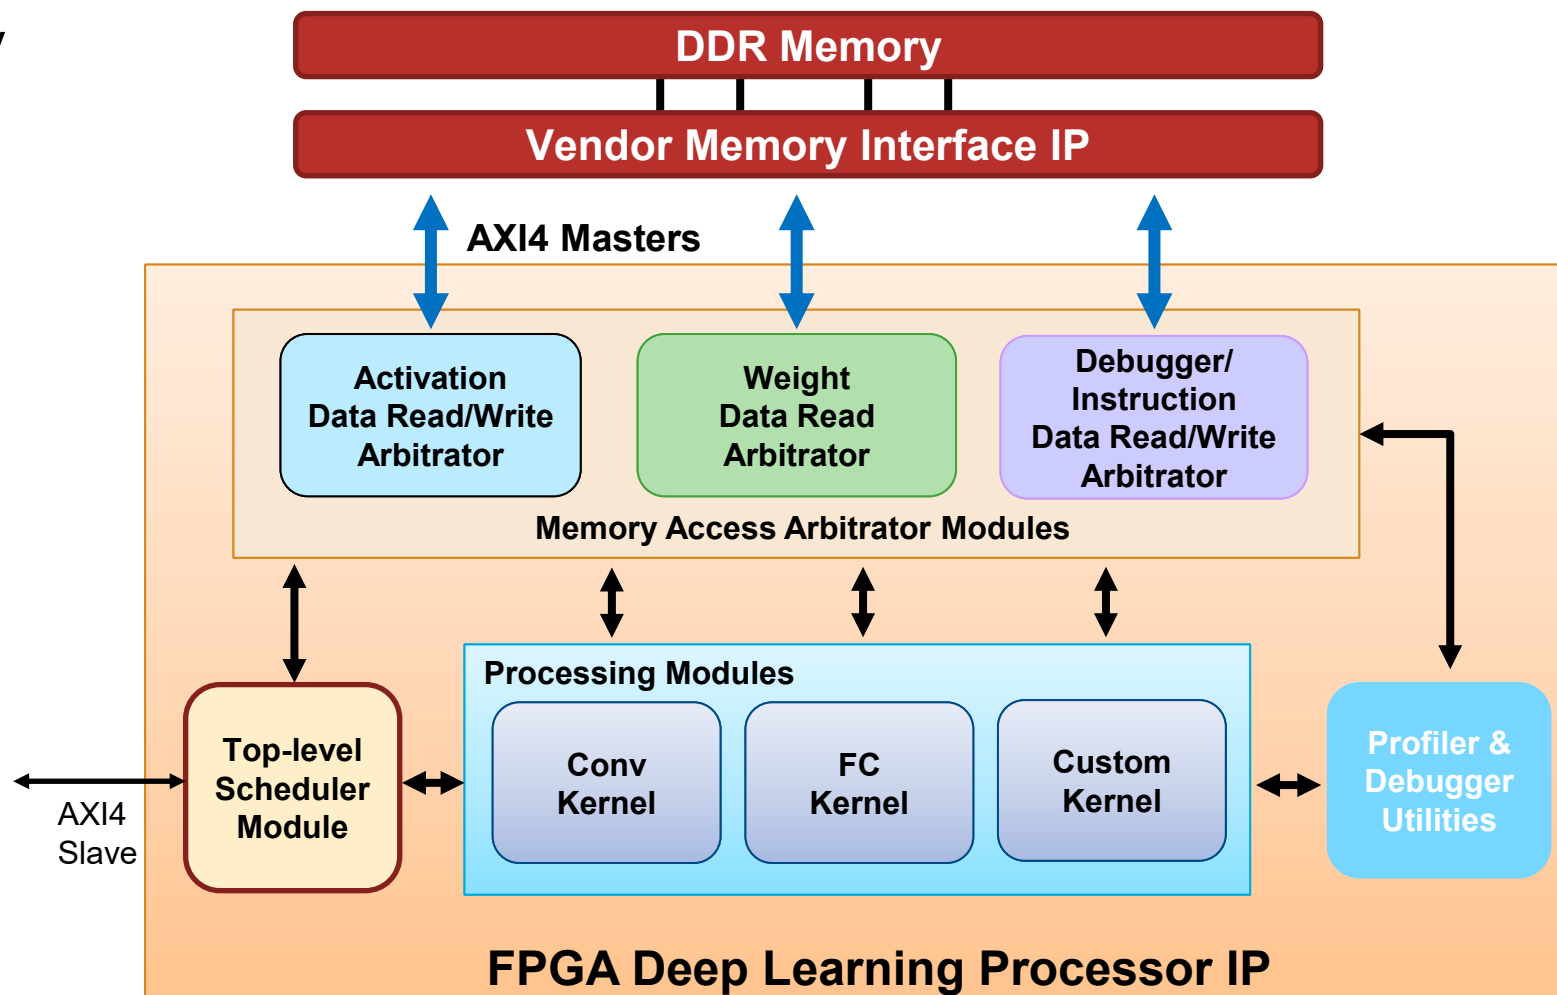 DDR Memory
Vendor Memory Interface IP
AXI4 Masters
Activation
Data Read/Write
Arbitrator
Weight
Data Read
Arbitrator
Debugger/
Instruction
Data Read/Write
Arbitrator
Memory Access Arbitrator Modules
Processing Modules
Top-level
Scheduler
Module
Conv
Kernel
FC
Kernel
Custom
Kernel
Profiler &
Debugger
Utilities
AXI4
Slave
FPGA Deep Learning Processor IP